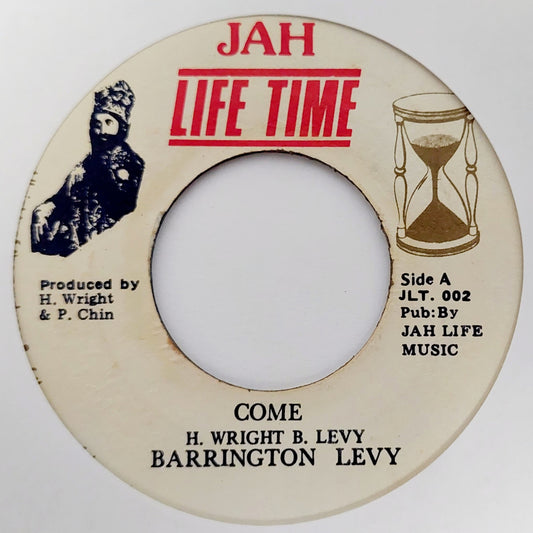 JAH
LIFE TIME
Produced by
H. Wright
& P. Chin
Side A
JLT. 002
Pub:By
JAH LIFE
MUSIC
COME
H. WRIGHT B. LEVY
BARRINGTON LEVY